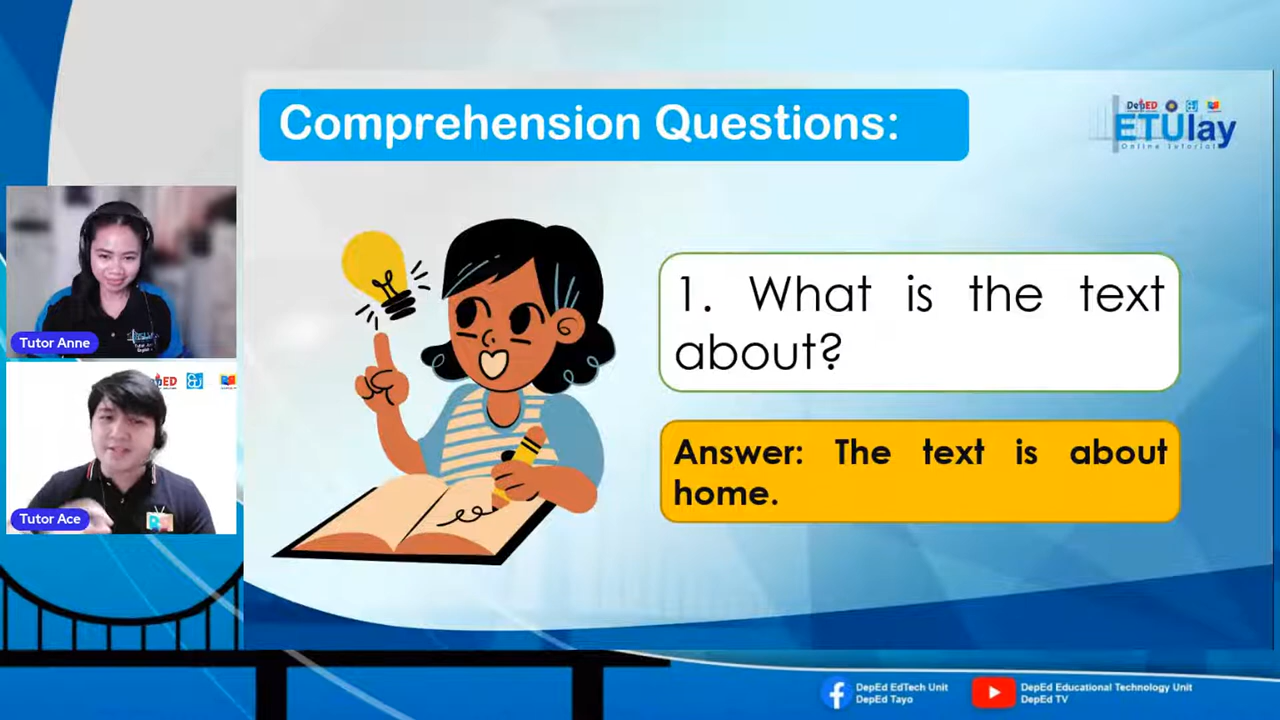 Comprehension Questions:
DepED
ETUlay
Online Tutorial
1. What is the text
about?
Answer: The text is about
home.
Tutor Anne
ED
Tutor Ace
DepEd EdTech Unit
DepEd Tayo
DepEd Educational Technology Unit
DepEd TV